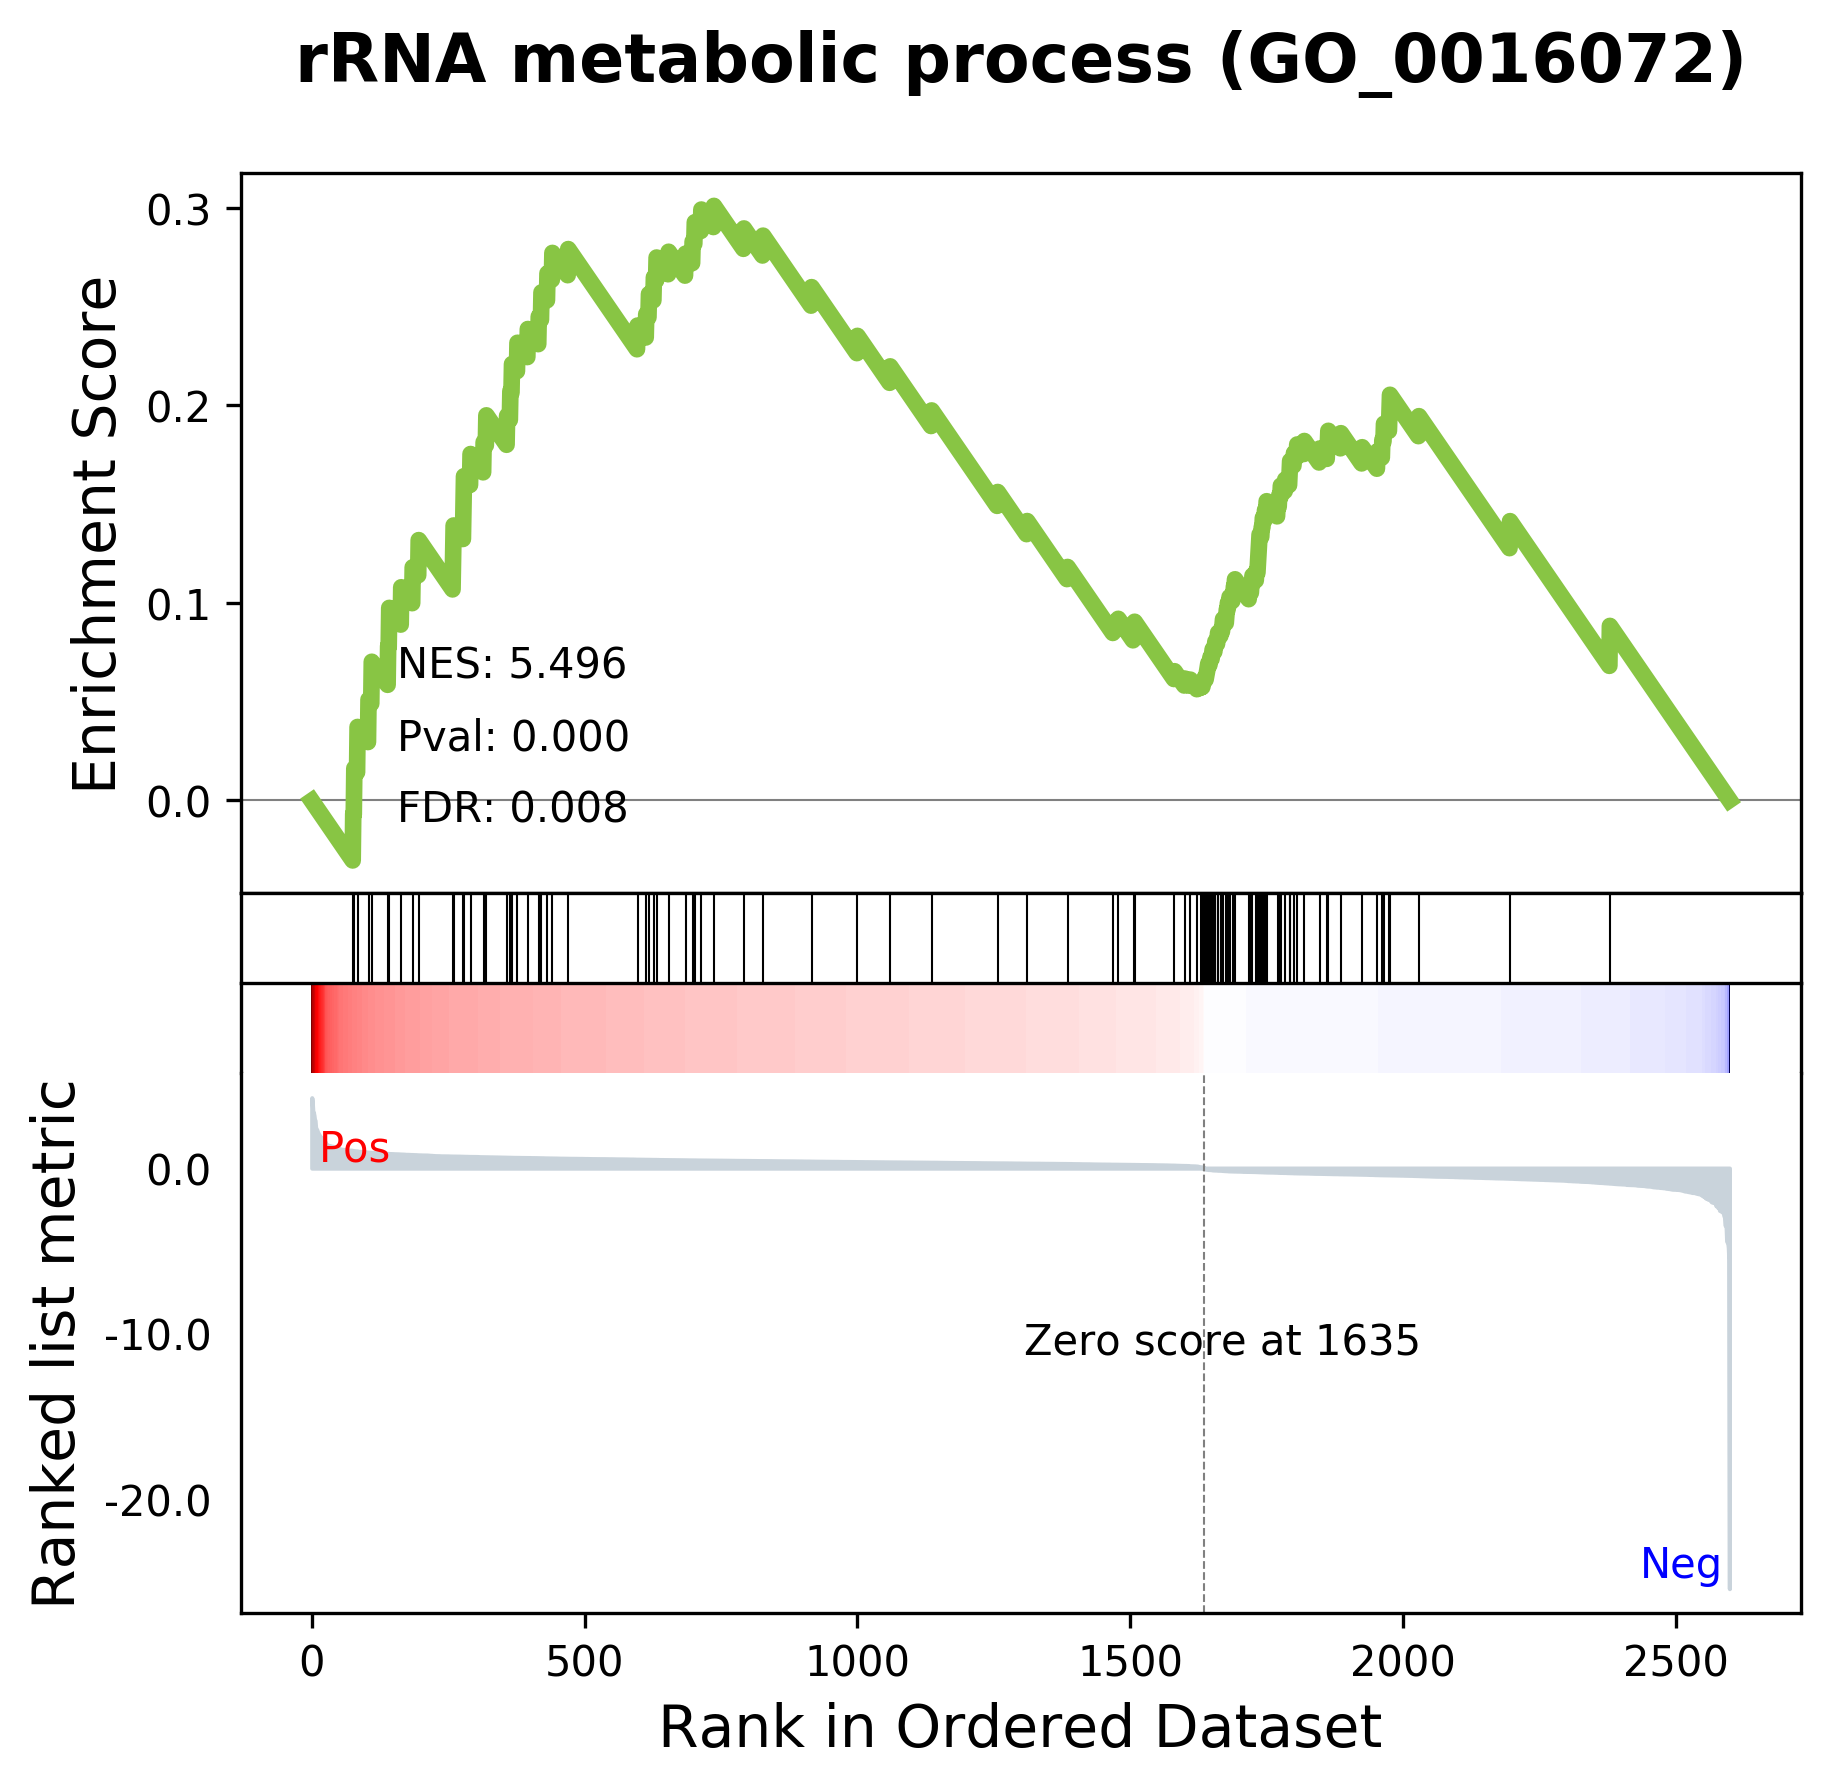 rRNA metabolic process (GO_0016072)
Enrichment Score
0.3
0.2
0.1
0.0
NES: 5.496
Pval: 0.000
FDR: 0.008
Ranked list metric
0.0
-10.0
-20.0
Pos
Zero score at 1635
Neg
0 500 1000 1500 2000 2500
Rank in Ordered Dataset